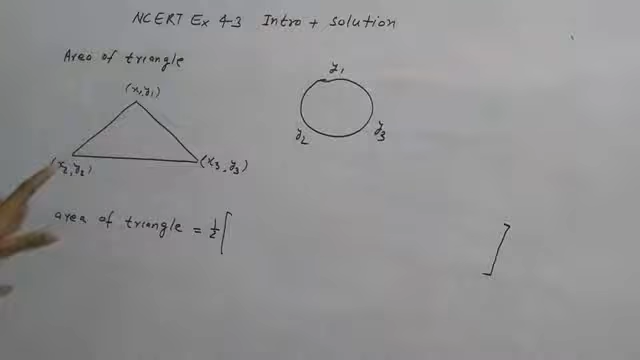 NCERT Ex 4.3 Intro + solution
Area of triangle
(x1,y1)
(x2,y2)
(x3,y3)
y1
y2
y3
area of triangle = 1/2 [ ]